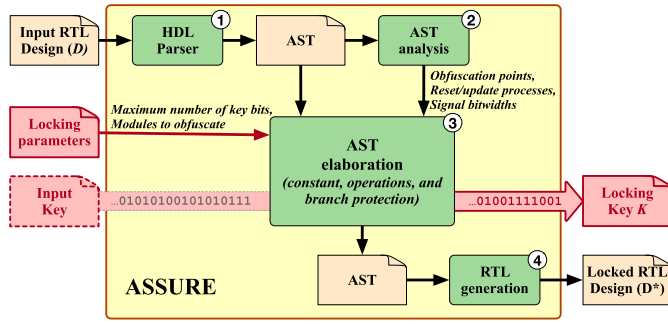 Input RTL
Design (D)
HDL
Parser
1
AST
AST
analysis
2
Obfuscation points,
Reset/update processes,
Signal bitwidths
Maximum number of key bits,
Modules to obfuscate
Locking
parameters
3
AST
elaboration
(constant, operations, and
branch protection)
Input
Key
...01010100101010111
...01001111001
Locking
Key K
AST
RTL
generation
4
Locked RTL
Design (D*)
ASSURE